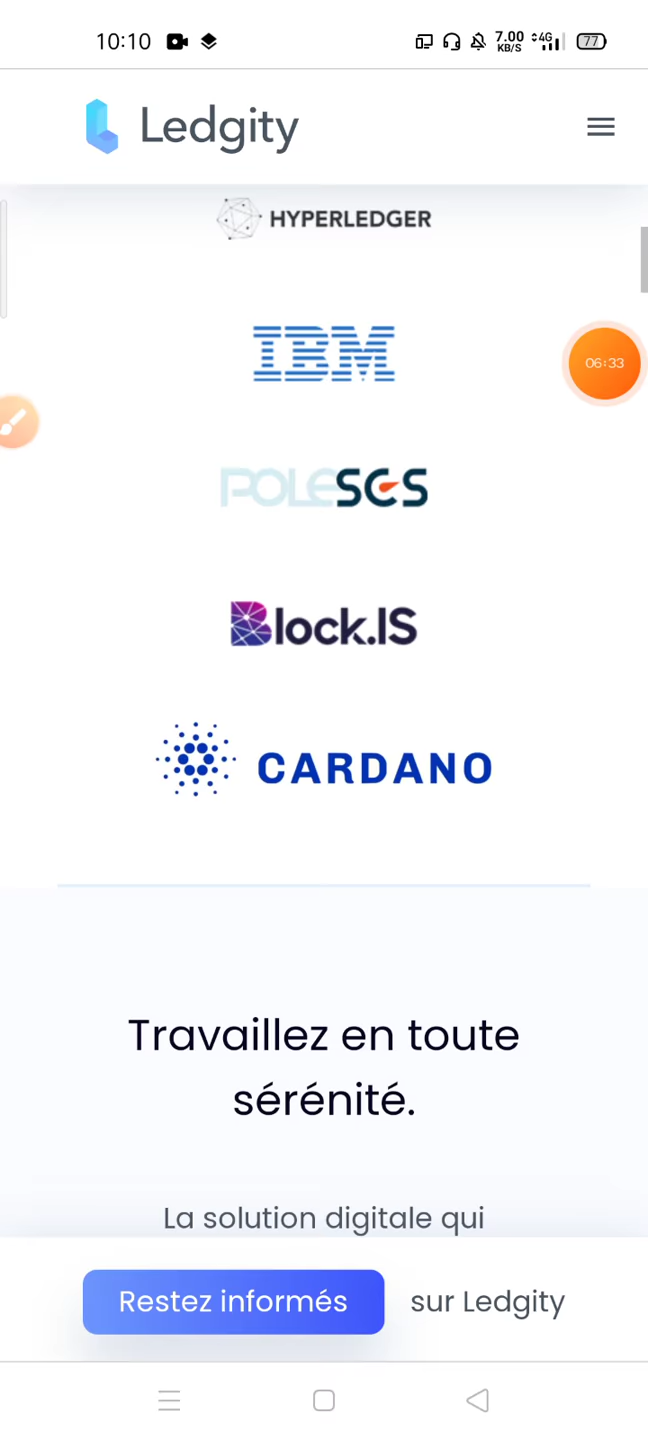 10:10
7.00
KB/S
4G
77
Ledgity
HYPERLEDGER
IBM
06:33
POLESCS
Block.IS
CARDANO
Travaillez en toute
sérénité.
La solution digitale qui
Restez informés
sur Ledgity